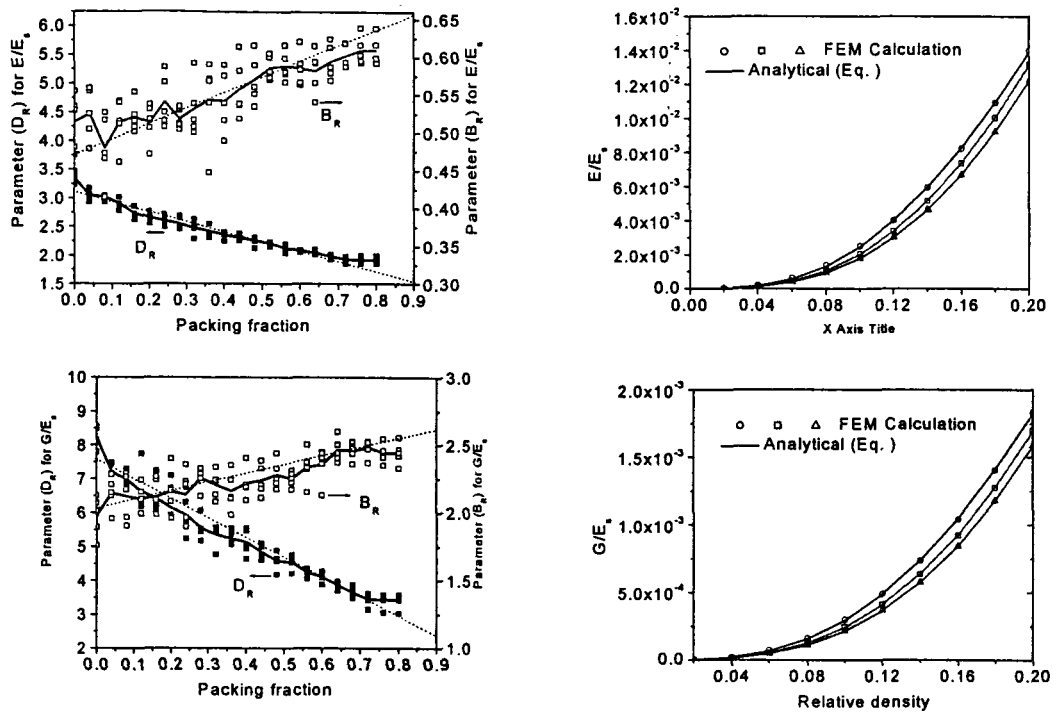 Parameter (D_R) for E/E_s
6.0
5.5
5.0
4.5
4.0
3.5
3.0
2.5
2.0
1.5
0.65
0.60
0.55
0.50
0.45
0.40
0.35
0.30
Parameter (B_R) for E/E_s
B_R
D_R
0.0 0.1 0.2 0.3 0.4 0.5 0.6 0.7 0.8 0.9
Packing fraction
E/E_s
1.6x10^-2
1.4x10^-2
1.2x10^-2
1.0x10^-2
8.0x10^-3
6.0x10^-3
4.0x10^-3
2.0x10^-3
0.0
FEM Calculation
Analytical (Eq. )
0.00 0.04 0.08 0.12 0.16 0.20
X Axis Title
Parameter (D_R) for G/E_s
10
9
8
7
6
5
4
3
2
3.0
2.5
2.0
1.5
1.0
Parameter (B_R) for G/E_s
B_R
D_R
0.0 0.1 0.2 0.3 0.4 0.5 0.6 0.7 0.8 0.9
Packing fraction
G/E_s
2.0x10^-3
1.5x10^-3
1.0x10^-3
5.0x10^-4
0.0
FEM Calculation
Analytical (Eq. )
0.04 0.08 0.12 0.16 0.20
Relative density